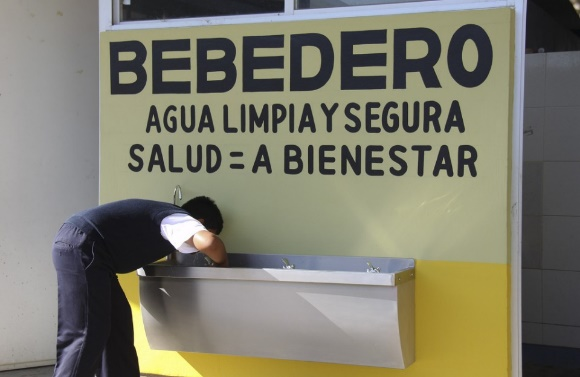 BEBEDERO
AGUA LIMPIA Y SEGURA
SALUD = A BIENESTAR